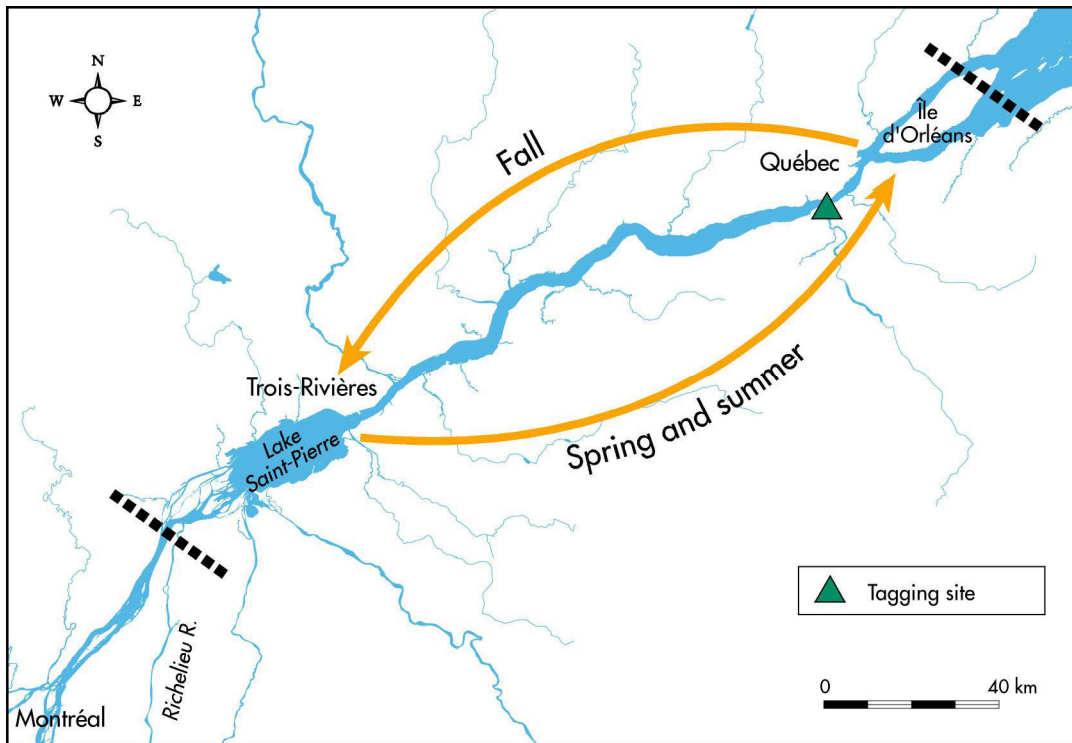 N
W E
S
Fall
Île
d'Orléans
Québec
Trois-Rivières
Lake
Saint-Pierre
Spring and summer
Richelieu R.
Montréal
Tagging site
0 40 km